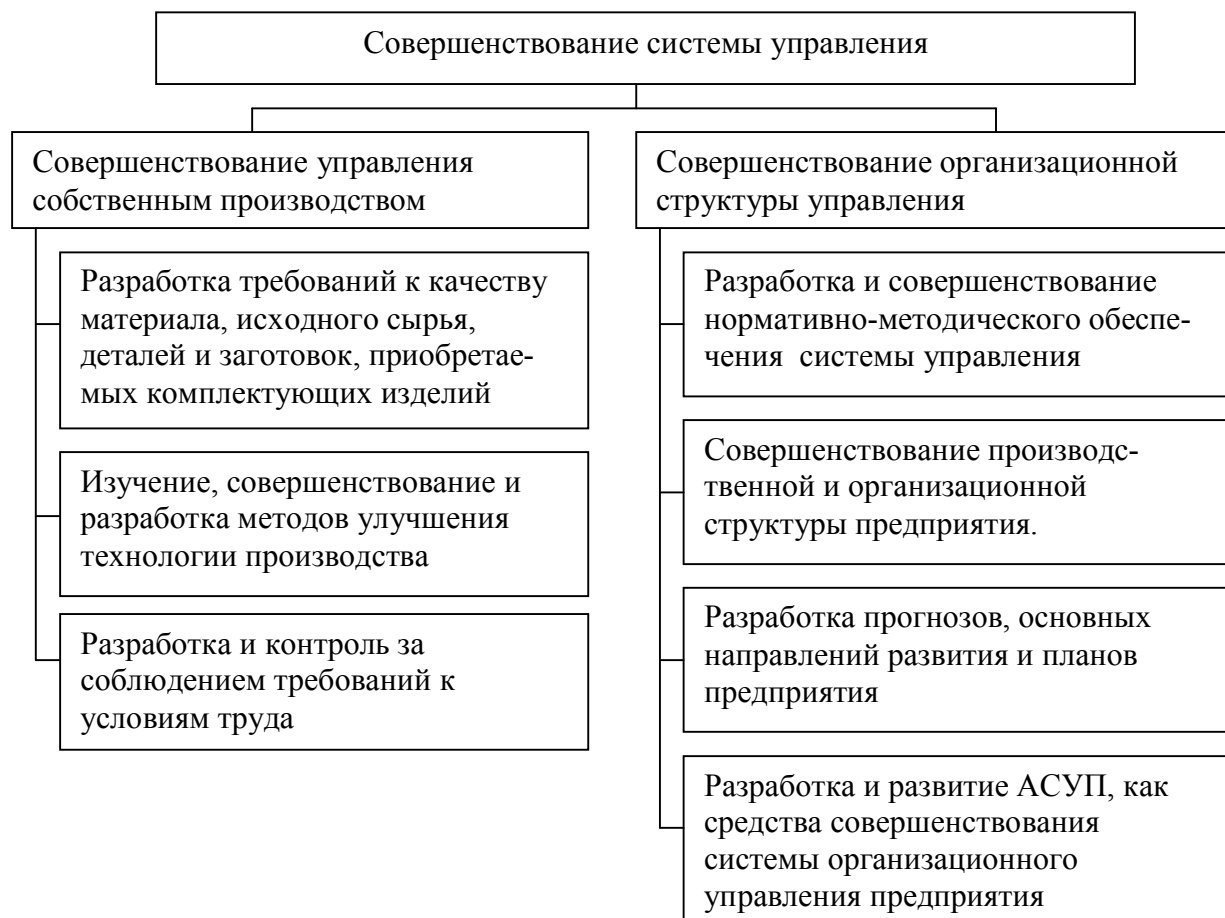 Совершенствование системы управления
Совершенствование управления
собственным производством
Разработка требований к качеству
материала, исходного сырья,
деталей и заготовок, приобретае-
мых комплектующих изделий
Изучение, совершенствование и
разработка методов улучшения
технологии производства
Разработка и контроль за
соблюдением требований к
условиям труда
Совершенствование организационной
структуры управления
Разработка и совершенствование
нормативно-методического обеспе-
чения системы управления
Совершенствование производс-
твенной и организационной
структуры предприятия.
Разработка прогнозов, основных
направлений развития и планов
предприятия
Разработка и развитие АСУП, как
средства совершенствования
системы организационного
управления предприятия